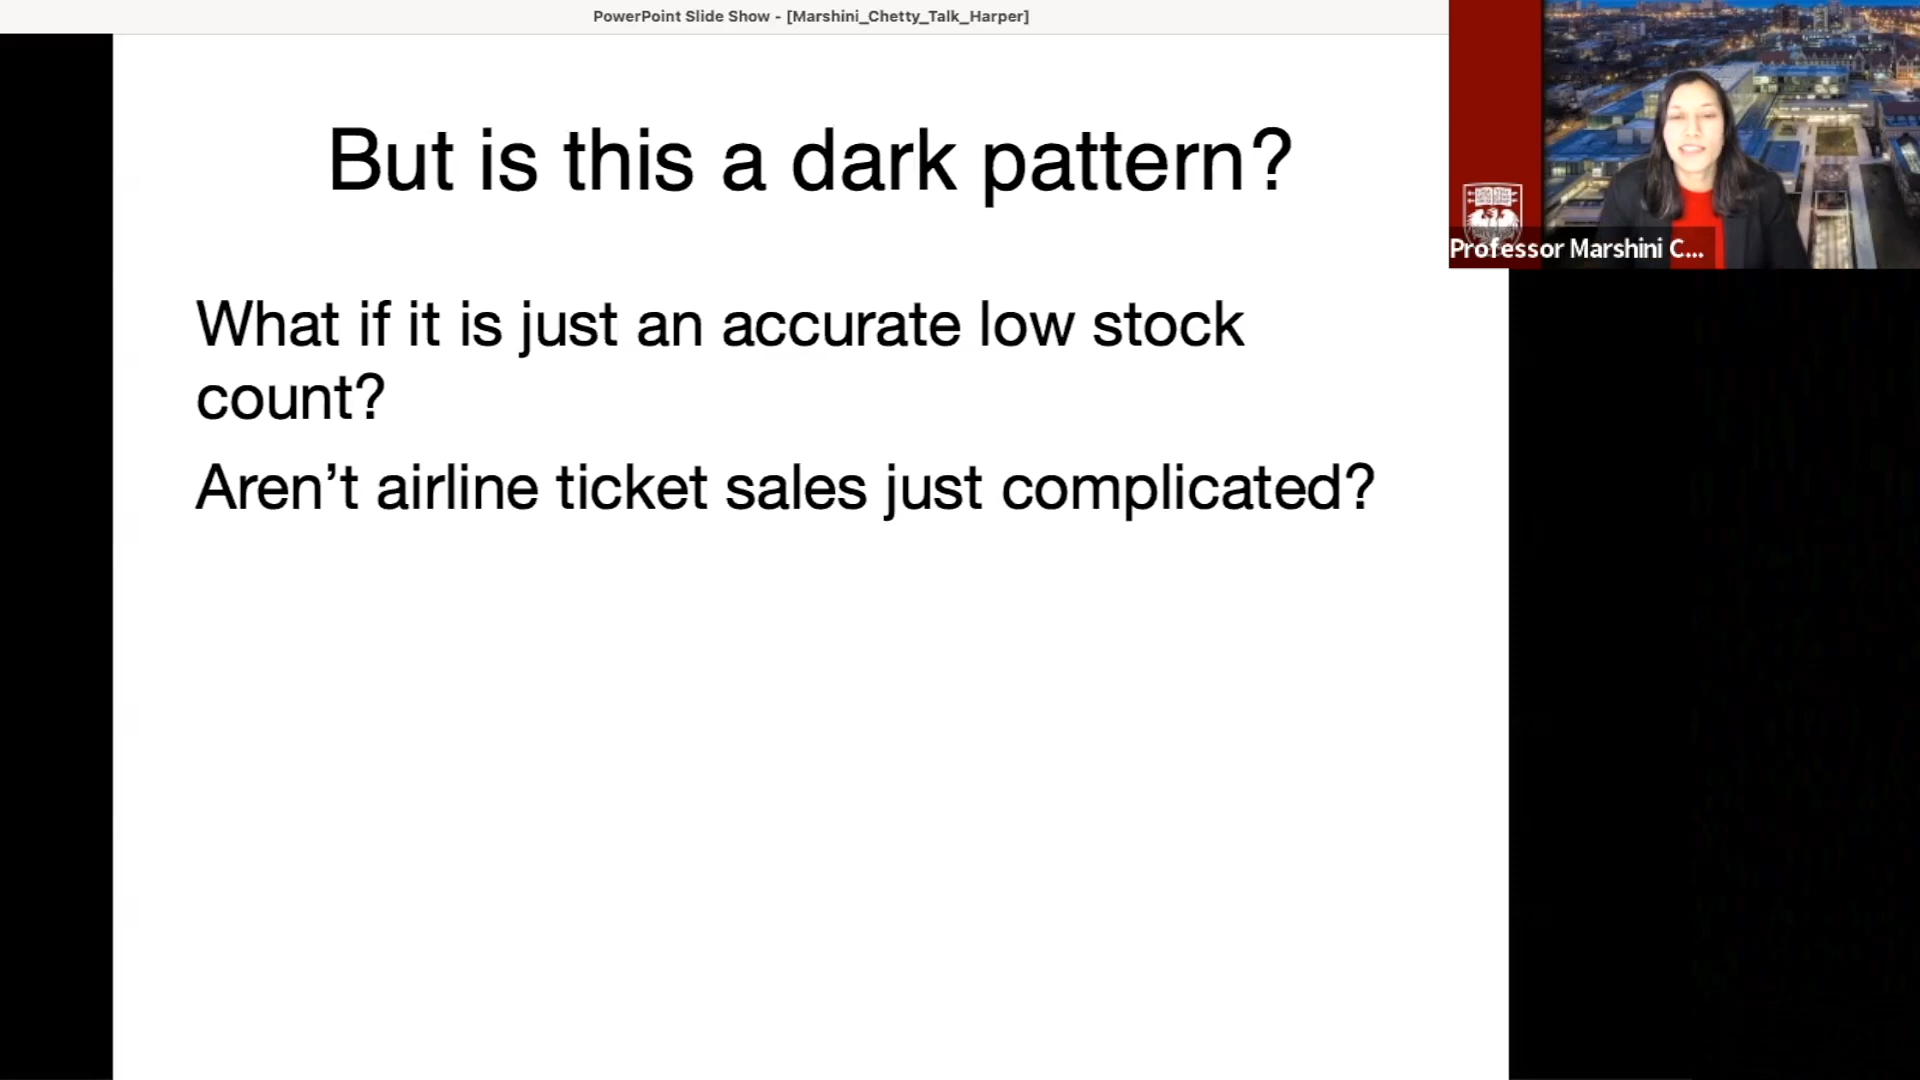 PowerPoint Slide Show - [Marshini_Chetty_Talk_Harper]
But is this a dark pattern?
What if it is just an accurate low stock
count?
Aren’t airline ticket sales just complicated?
Professor Marshini C...